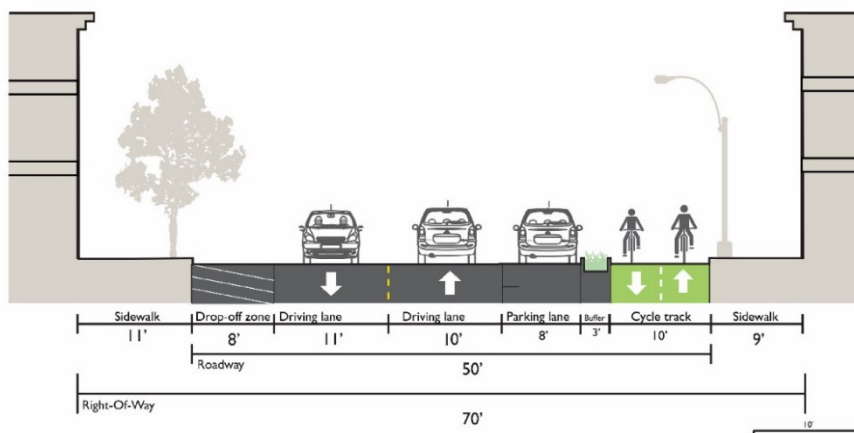 Sidewalk Drop-off zone Driving lane Driving lane Parking lane Buffer Cycle track Sidewalk
11' 8' 11' 10' 8' 3' 10' 9'
Roadway
50'
Right-Of-Way
70'
10'